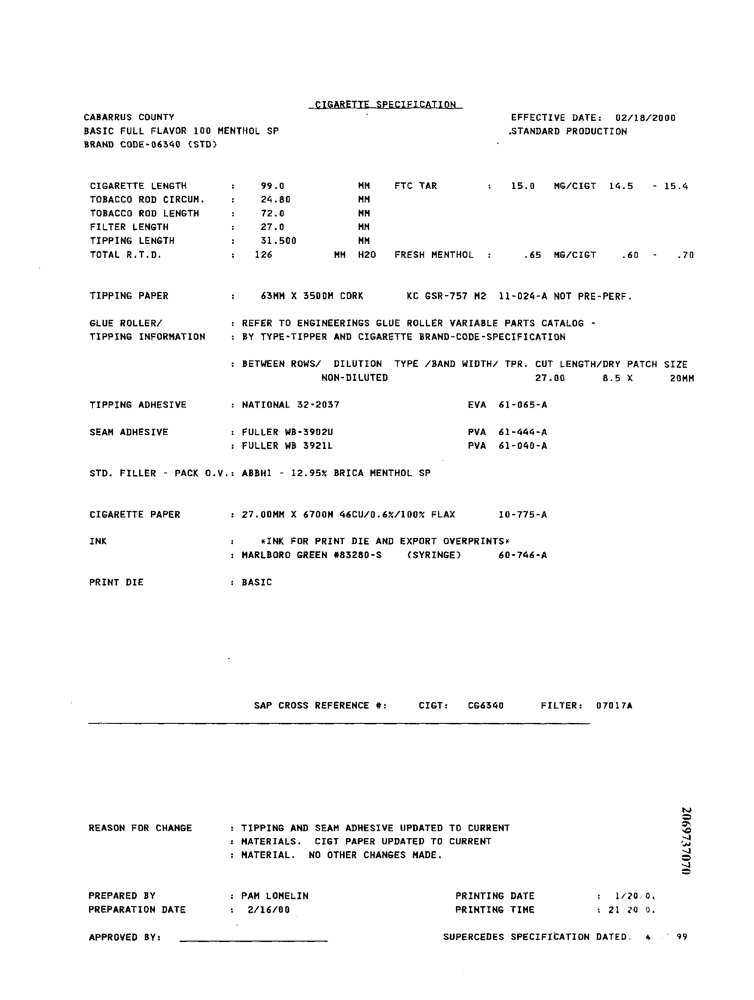 CIGARETTE SPECIFICATION
CABARRUS COUNTY EFFECTIVE DATE: 02/18/2000
BASIC FULL FLAVOR 100 MENTHOL SP .STANDARD PRODUCTION
BRAND CODE-06340 (STD)
CIGARETTE LENGTH : 99.0 MM FTC TAR : 15.0 MG/CIGT 14.5 - 15.4
TOBACCO ROD CIRCUM. : 24.80 MM
TOBACCO ROD LENGTH : 72.0 MM
FILTER LENGTH : 27.0 MM
TIPPING LENGTH : 31.500 MM
TOTAL R.T.D. : 126 MM H2O FRESH MENTHOL : .65 MG/CIGT .60 - .70
TIPPING PAPER : 63MM X 3500M CORK KC GSR-757 M2 11-024-A NOT PRE-PERF.
GLUE ROLLER/ : REFER TO ENGINEERINGS GLUE ROLLER VARIABLE PARTS CATALOG -
TIPPING INFORMATION : BY TYPE-TIPPER AND CIGARETTE BRAND-CODE-SPECIFICATION
: BETWEEN ROWS/ DILUTION TYPE /BAND WIDTH/ TPR. CUT LENGTH/DRY PATCH SIZE
NON-DILUTED 27.00 8.5 X 20MM
TIPPING ADHESIVE : NATIONAL 32-2037 EVA 61-065-A
SEAM ADHESIVE : FULLER WB-3902U PVA 61-444-A
: FULLER WB 3921L PVA 61-040-A
STD. FILLER - PACK O.V.: ABBH1 - 12.95% BRICA MENTHOL SP
CIGARETTE PAPER : 27.00MM X 6700M 46CU/0.6%/100% FLAX 10-775-A
INK : *INK FOR PRINT DIE AND EXPORT OVERPRINTS*
: MARLBORO GREEN #83280-S (SYRINGE) 60-746-A
PRINT DIE : BASIC
SAP CROSS REFERENCE #: CIGT: CG6340 FILTER: 07017A
REASON FOR CHANGE : TIPPING AND SEAM ADHESIVE UPDATED TO CURRENT
: MATERIALS. CIGT PAPER UPDATED TO CURRENT
: MATERIAL. NO OTHER CHANGES MADE.
2069737070
PREPARED BY : PAM LOMELIN PRINTING DATE :
PREPARATION DATE : 2/16/00 PRINTING TIME :
APPROVED BY: SUPERCEDES SPECIFICATION DATED. 99